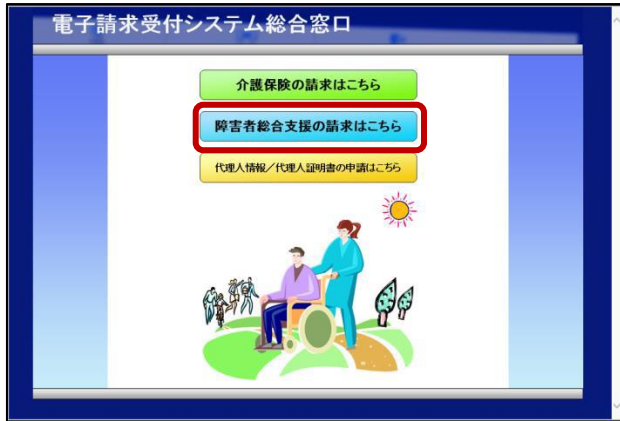 電子請求受付システム総合窓口
介護保険の請求はこちら
障害者総合支援の請求はこちら
代理人情報／代理人証明書の申請はこちら